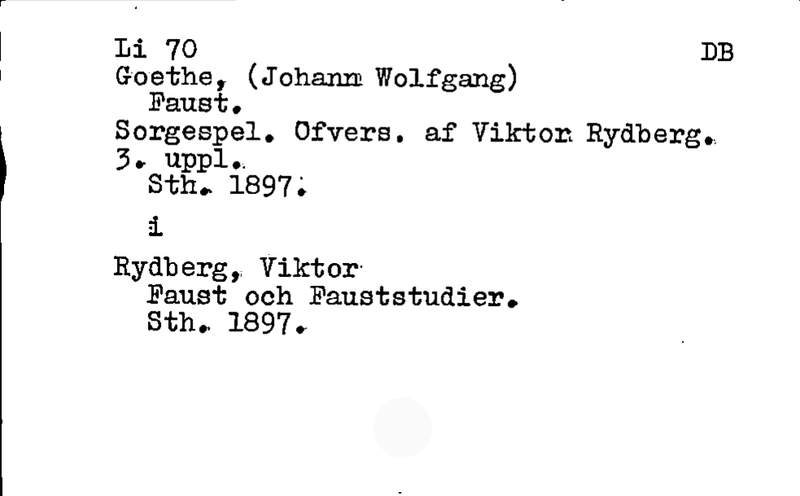 Li 70 DB
Goethe, (Johann Wolfgang)
Faust.
Sorgespel. Ofvers. af Viktor Rydberg.
3. uppl.
Sth. 1897.
i
Rydberg, Viktor
Faust och Fauststudier.
Sth. 1897.